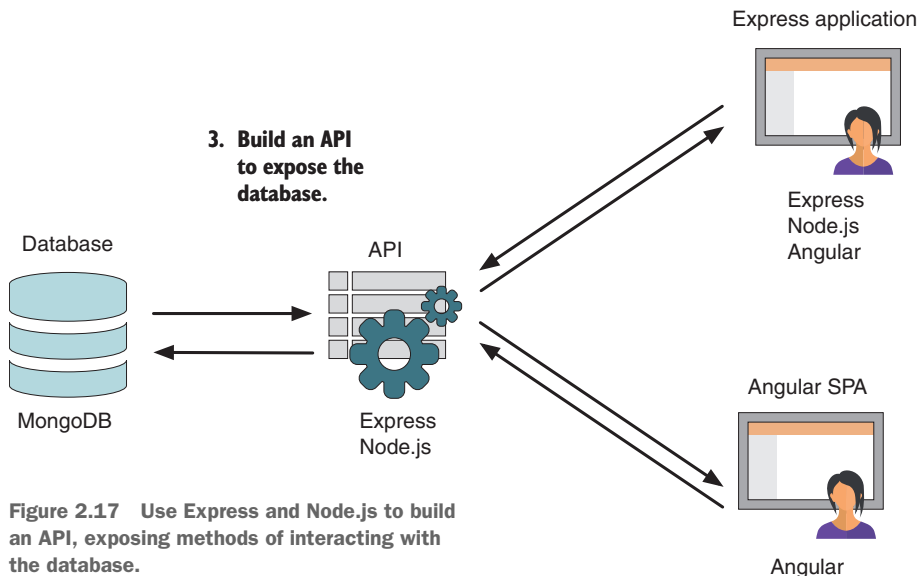 Express application
3. Build an API
to expose the
database.
Express
Node.js
Angular
Database
API
MongoDB
Express
Node.js
Angular SPA
Angular
Figure 2.17 Use Express and Node.js to build
an API, exposing methods of interacting with
the database.